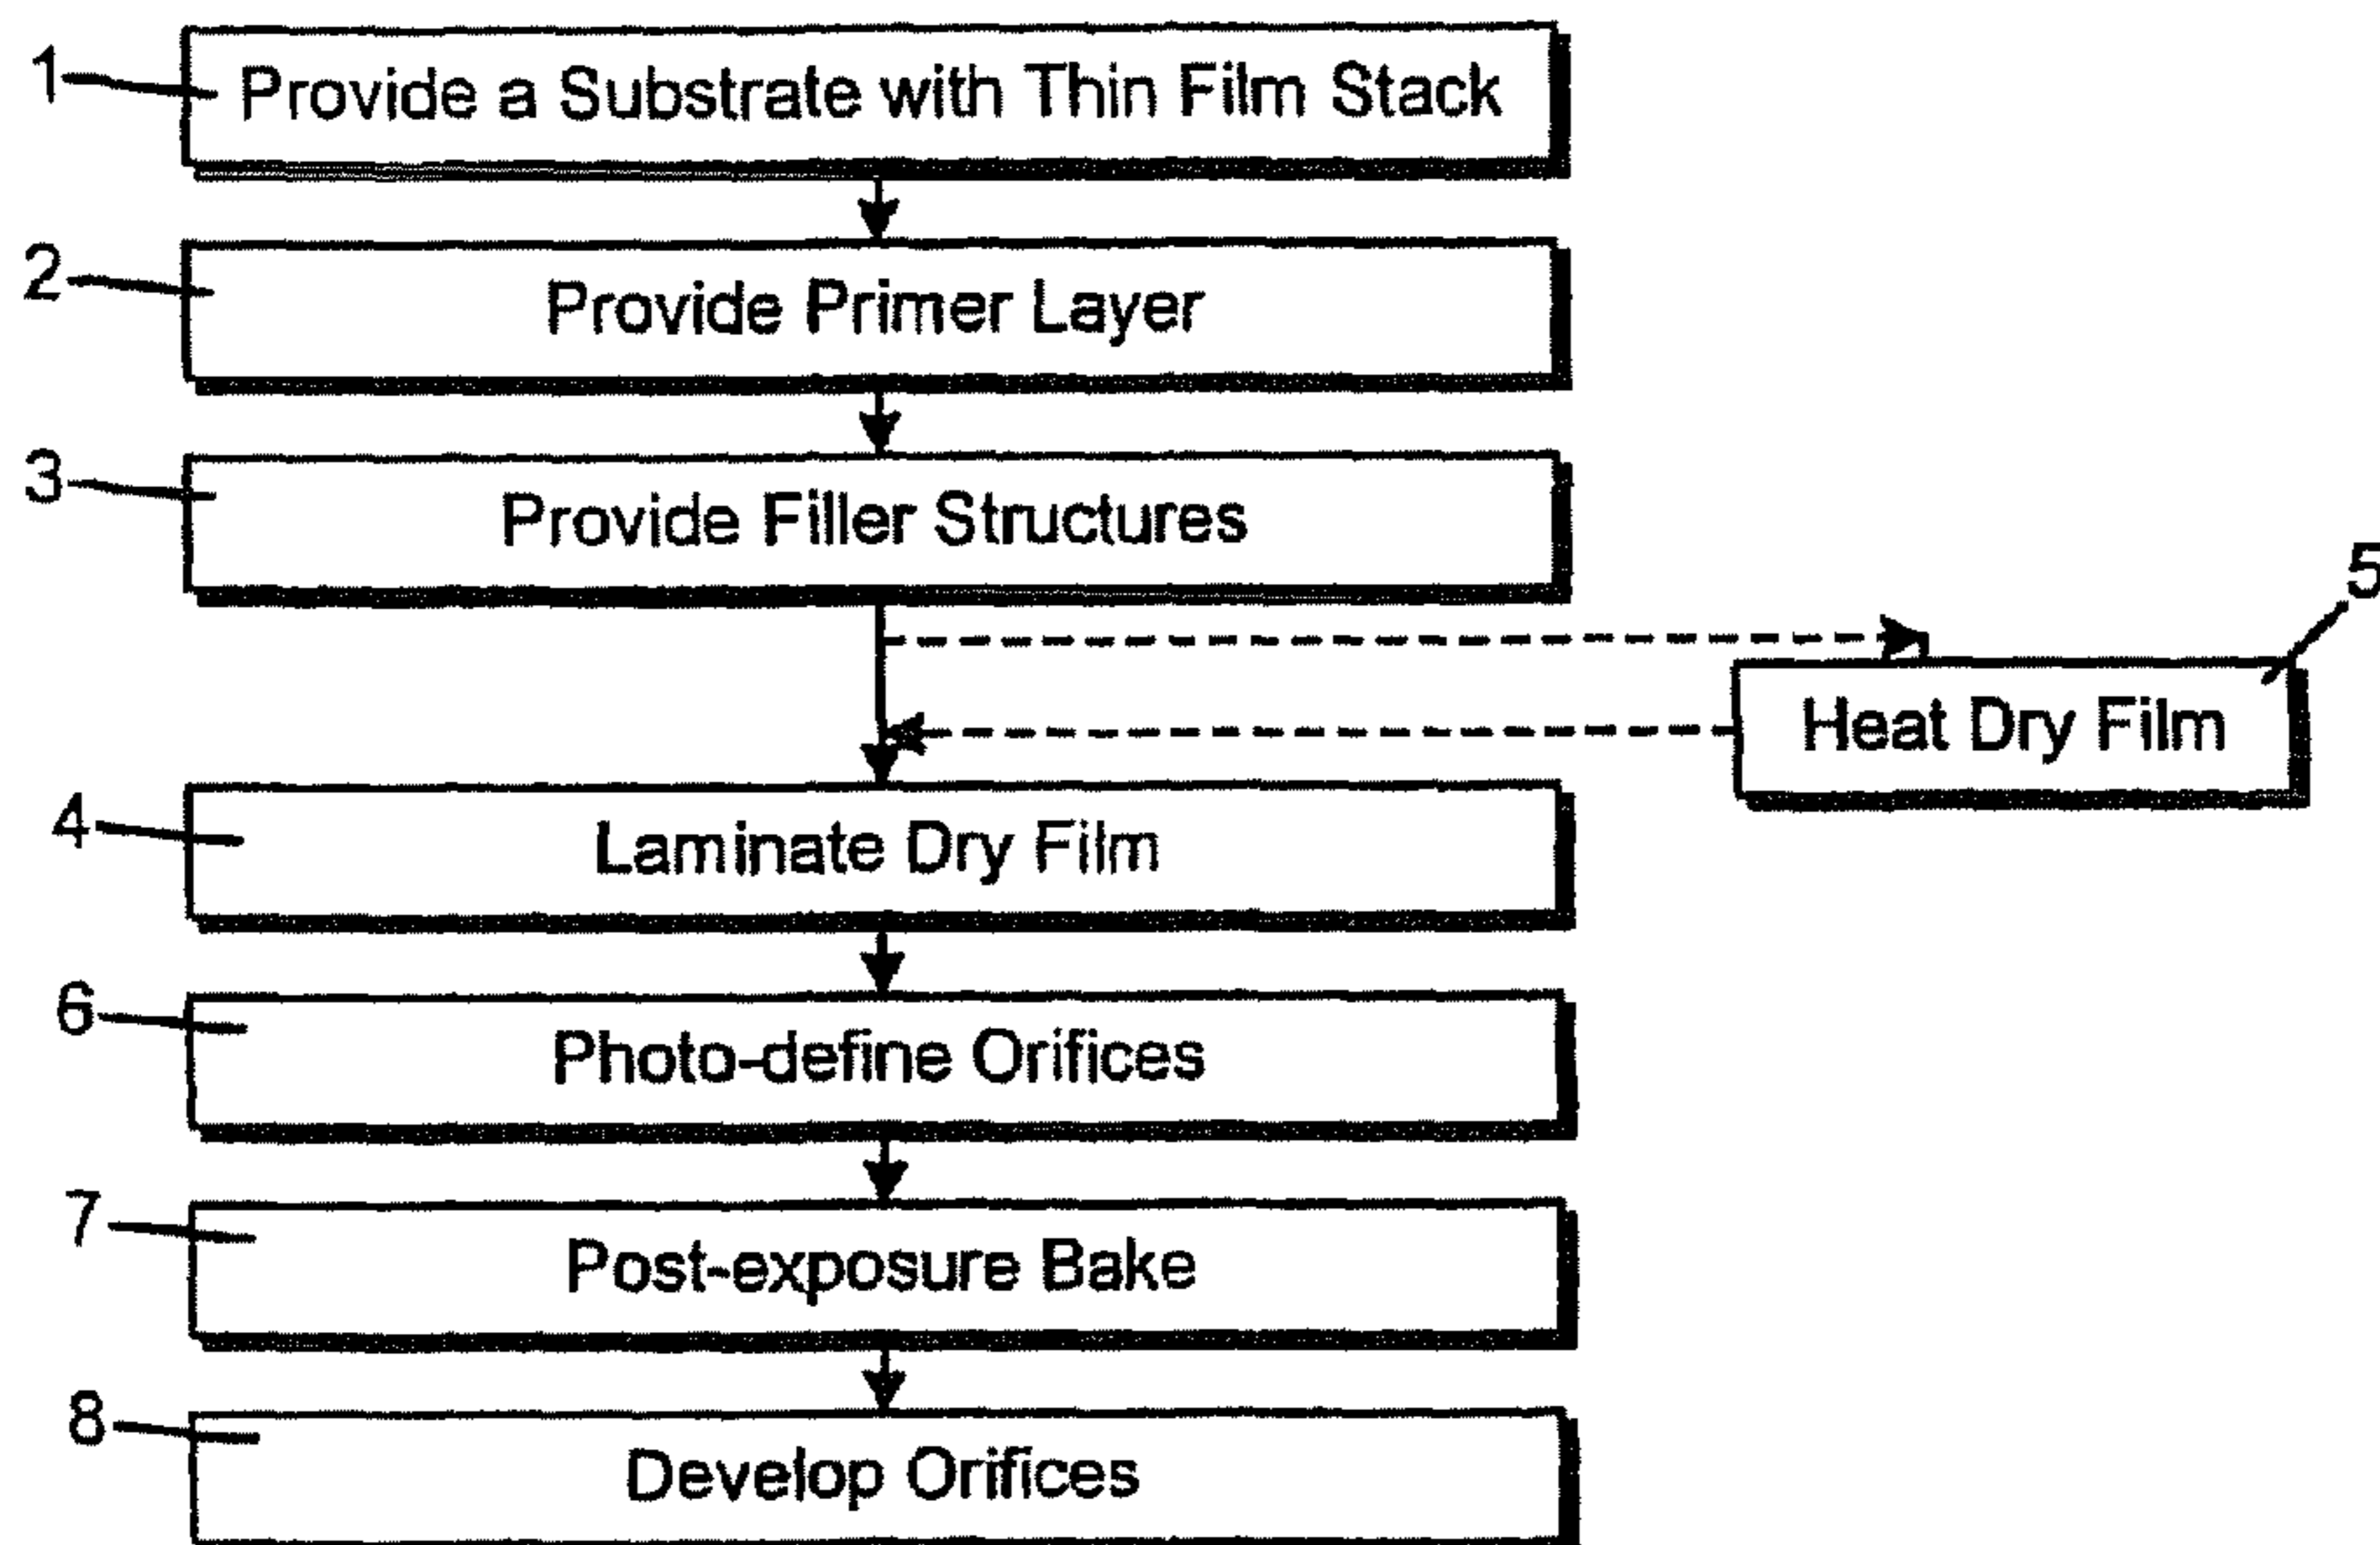 1 Provide a Substrate with Thin Film Stack
2 Provide Primer Layer
3 Provide Filler Structures
5 Heat Dry Film
4 Laminate Dry Film
6 Photo-define Orifices
7 Post-exposure Bake
8 Develop Orifices